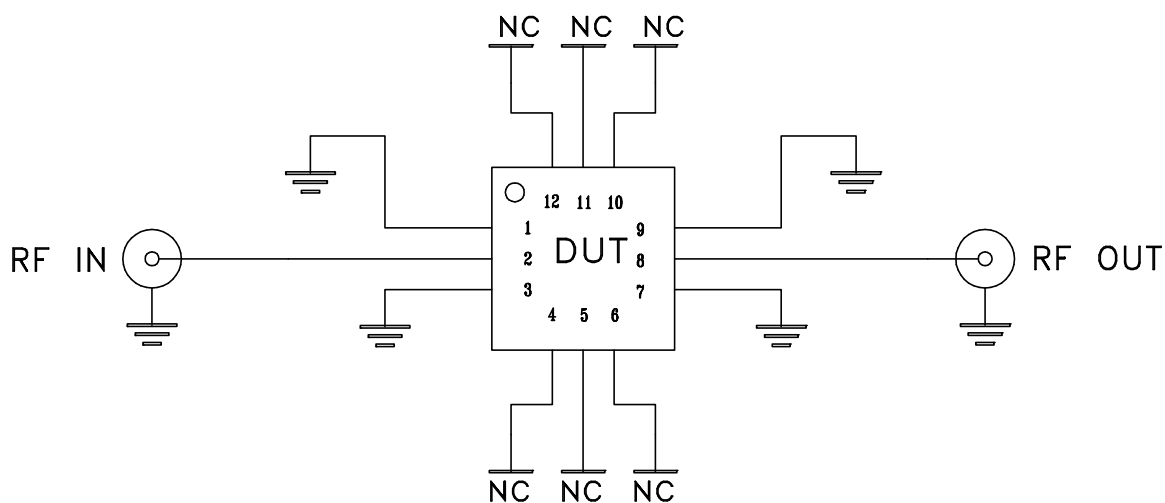 NC NC NC
12 11 10
1 9
DUT
RF IN 2 8 RF OUT
3 7
4 5 6
NC NC NC